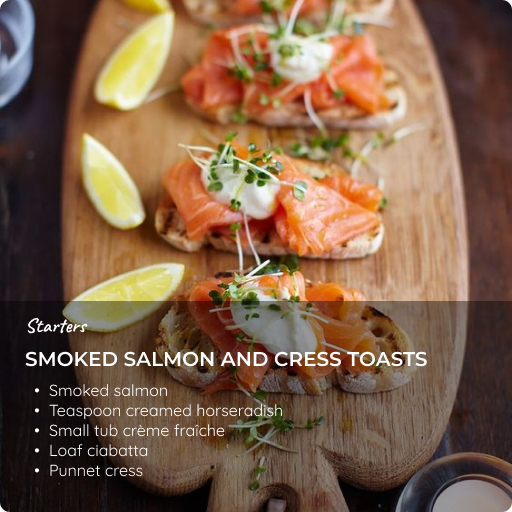 Starters
SMOKED SALMON AND CRESS TOASTS
• Smoked salmon
• Teaspoon creamed horseradish
• Small tub crème fraîche
• Loaf ciabatta
• Punnet cress